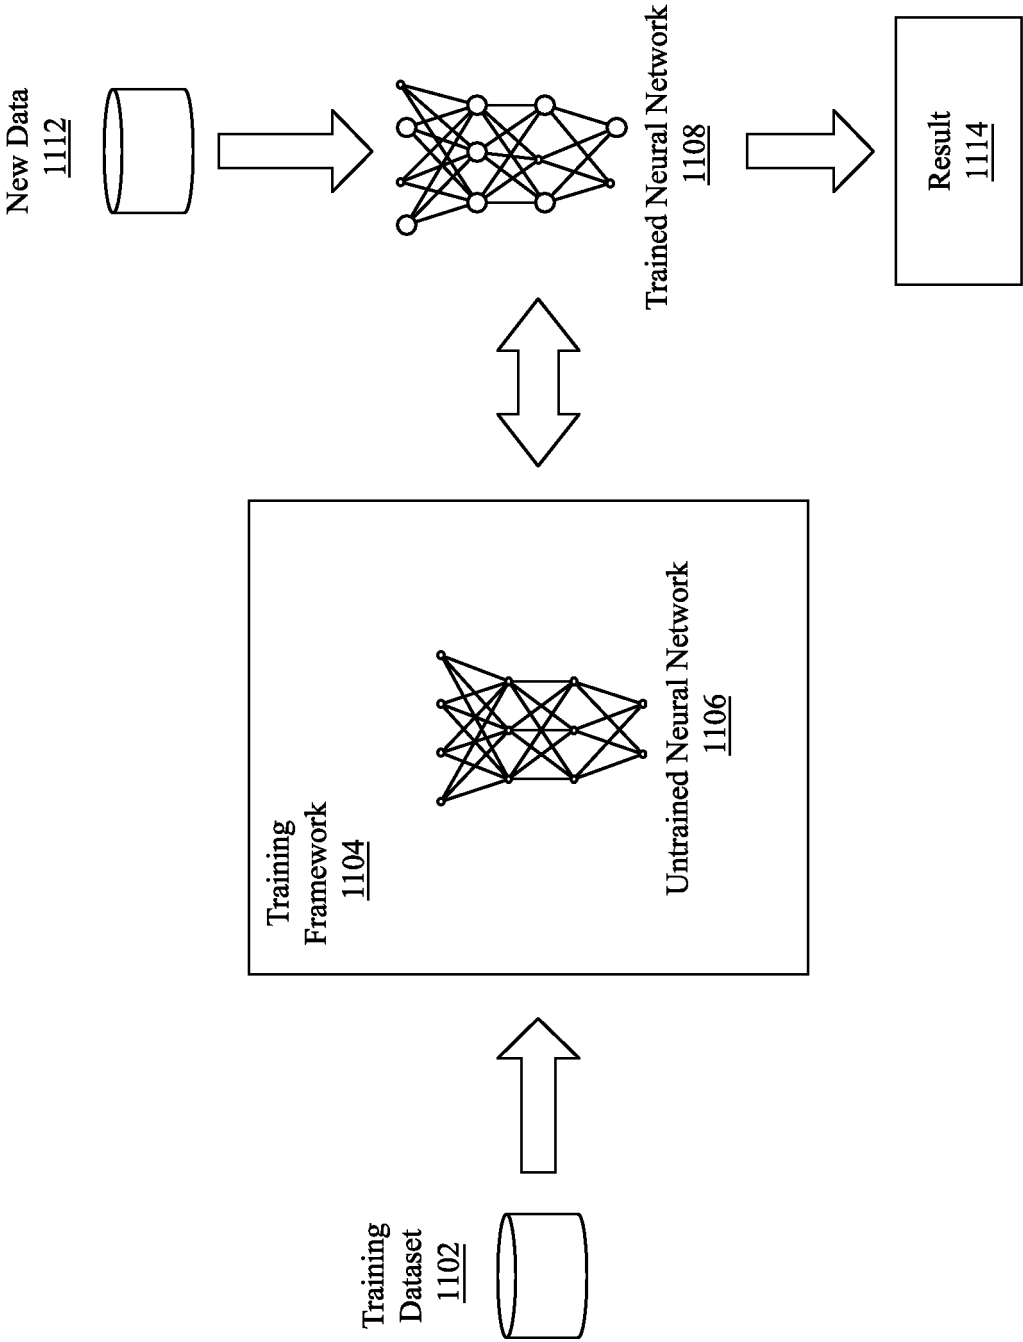 Training
Dataset
1102
Training
Framework
1104
Untrained Neural Network
1106
New Data
1112
Trained Neural Network
1108
Result
1114